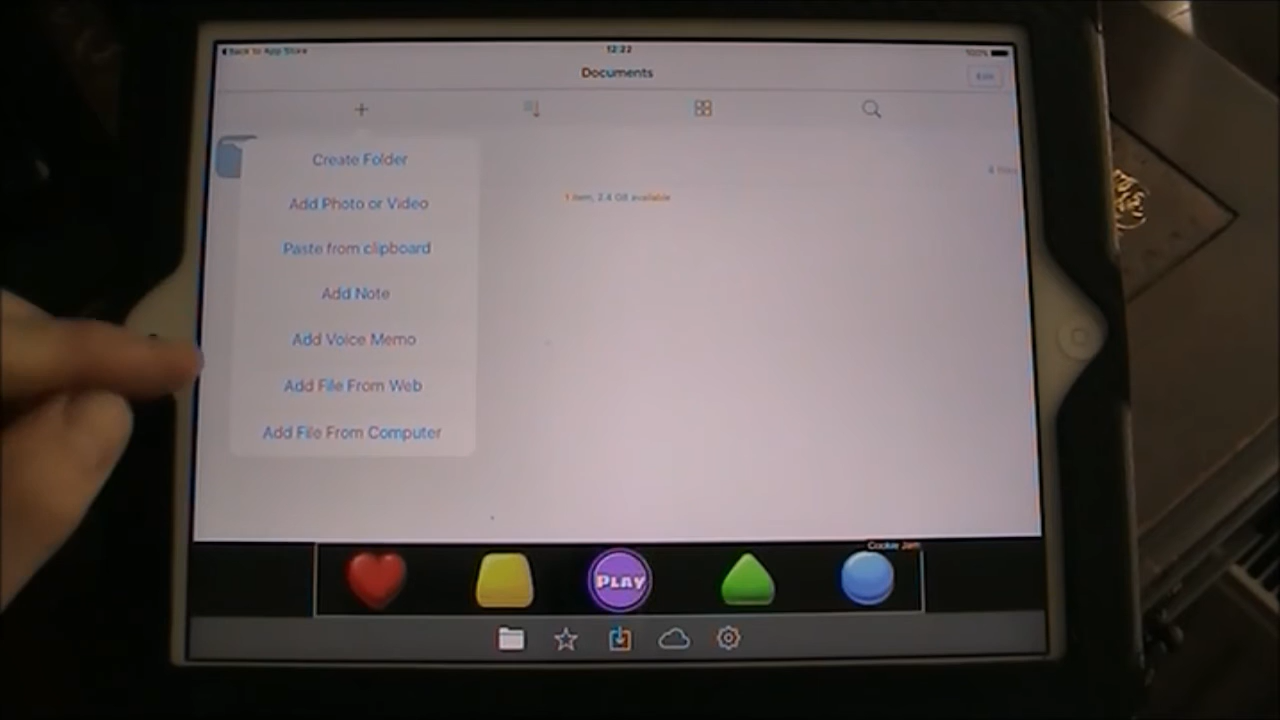 Back to App Store
12:22
100%
Documents
Edit
Create Folder
Add Photo or Video
Paste from clipboard
Add Note
Add Voice Memo
Add File From Web
Add File From Computer
1 item, 2.4 GB available
Cookie Jam
PLAY